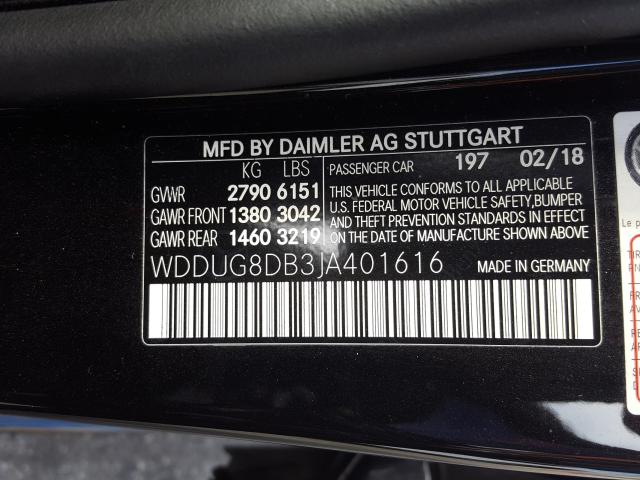 MFD BY DAIMLER AG STUTTGART
KG LBS
GVWR 2790 6151
GAWR FRONT 1380 3042
GAWR REAR 1460 3219
PASSENGER CAR 197 02/18
THIS VEHICLE CONFORMS TO ALL APPLICABLE
U.S. FEDERAL MOTOR VEHICLE SAFETY,BUMPER
AND THEFT PREVENTION STANDARDS IN EFFECT
ON THE DATE OF MANUFACTURE SHOWN ABOVE
WDDUG8DB3JA401616 MADE IN GERMANY
Le p